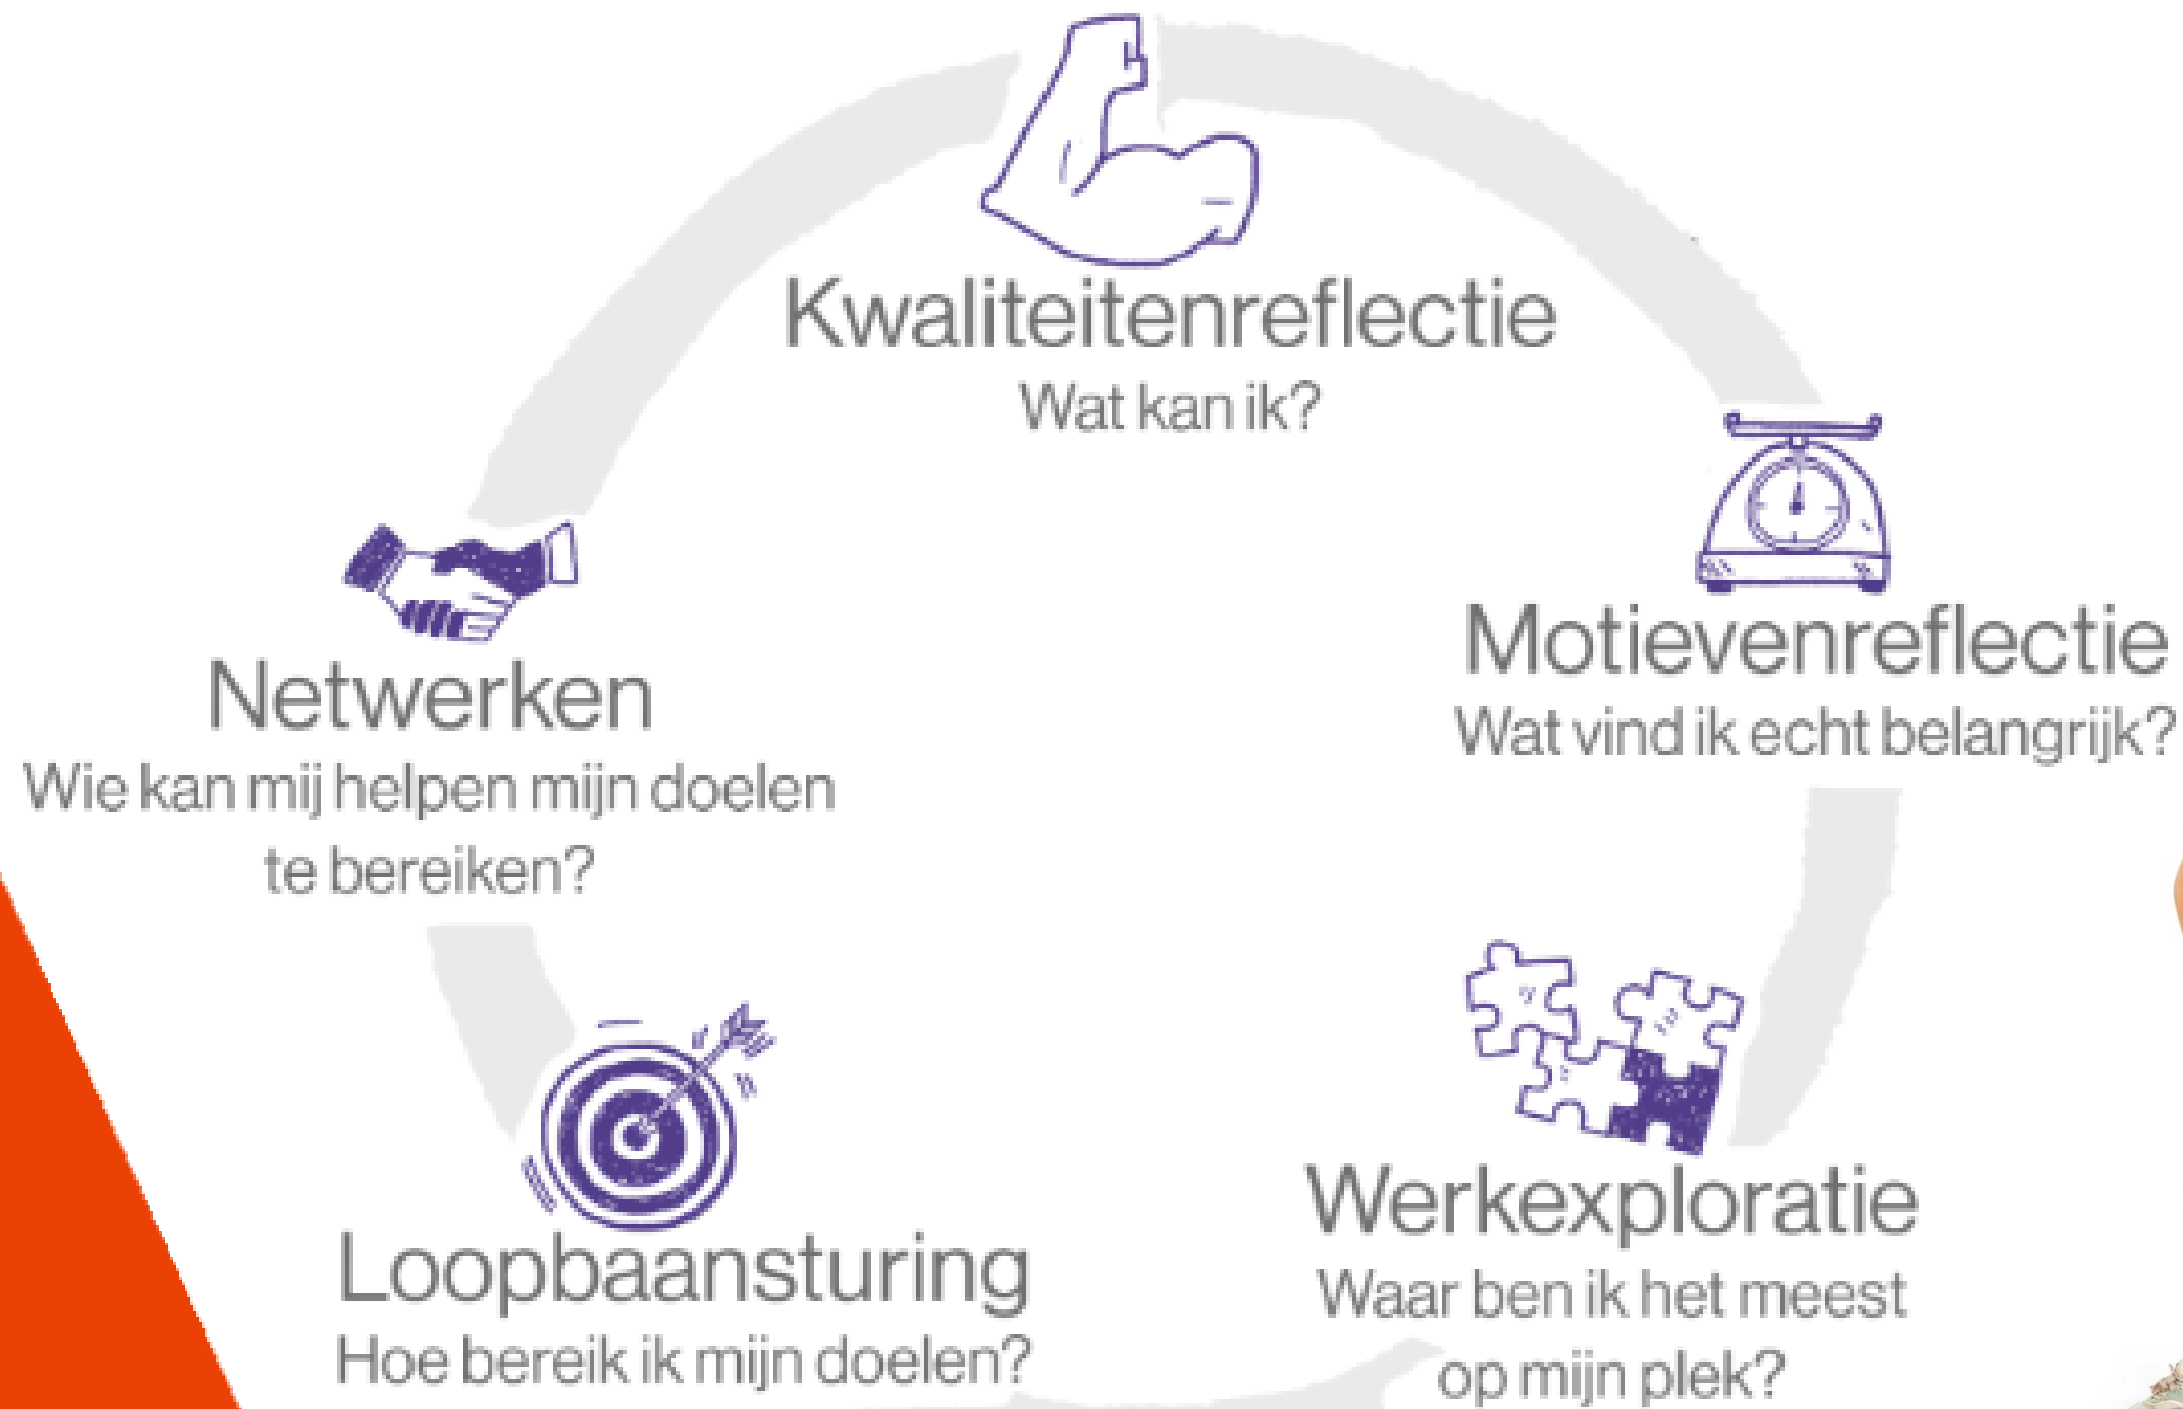 Kwaliteitenreflectie
Wat kan ik?
Motievenreflectie
Wat vind ik echt belangrijk?
Werkexploratie
Waar ben ik het meest
op mijn plek?
Loopbaansturing
Hoe bereik ik mijn doelen?
Netwerken
Wie kan mij helpen mijn doelen
te bereiken?